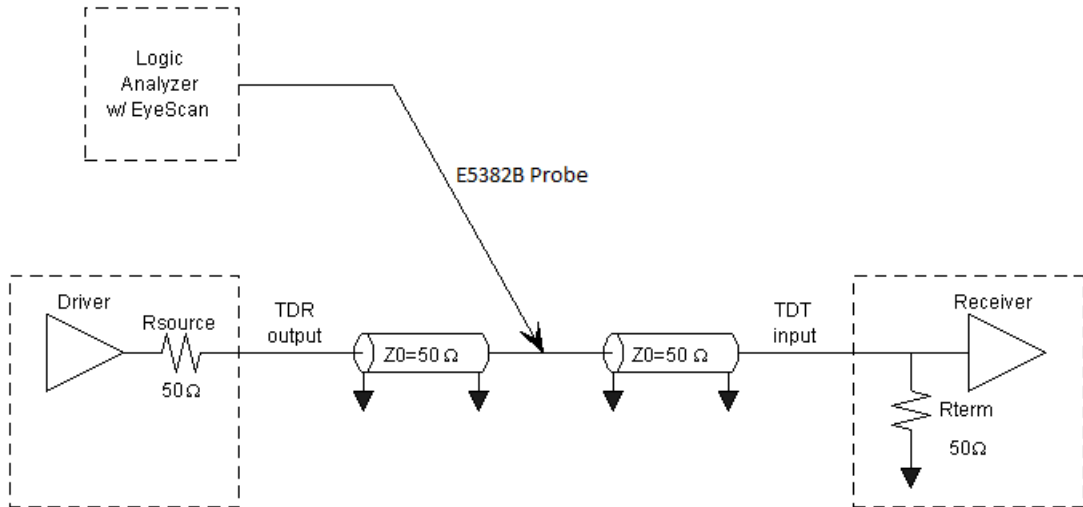 Logic
Analyzer
w/ EyeScan
E5382B Probe
Driver
Rsource
50Ω
TDR
output
Z0=50 Ω
Z0=50 Ω
TDT
input
Receiver
Rterm
50Ω